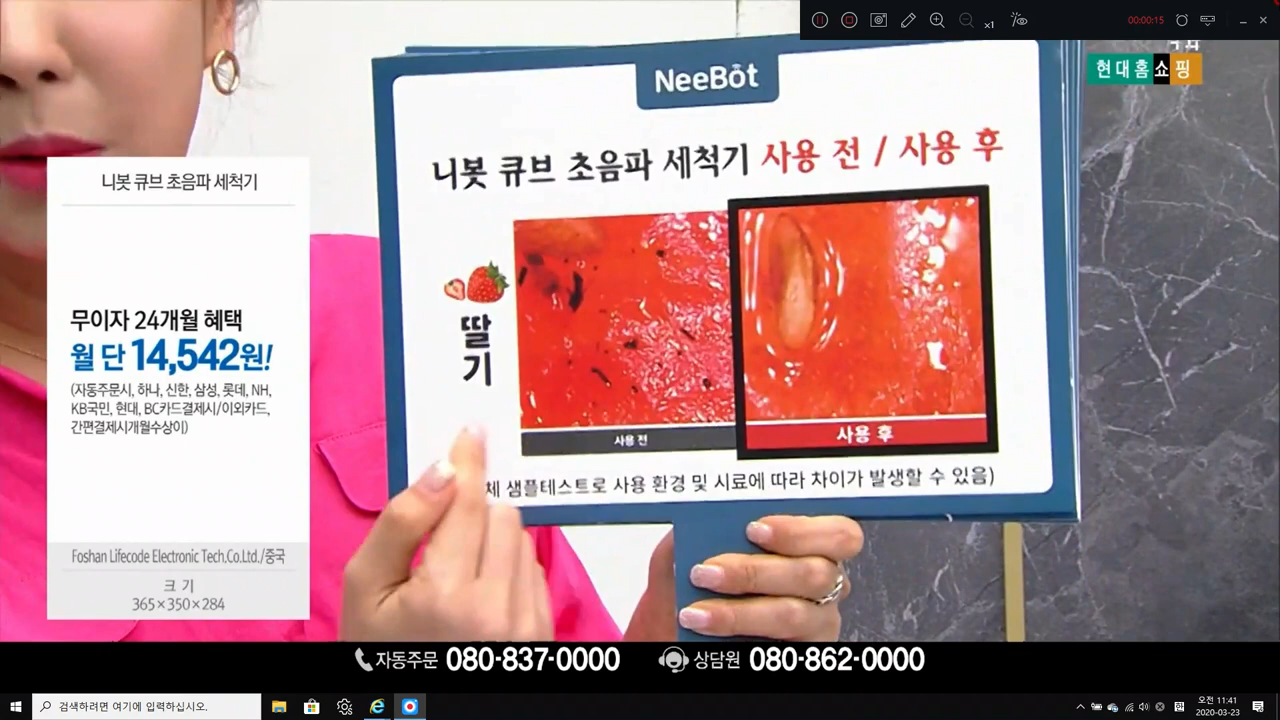 x1
00:00:15
현대홈쇼핑
NeeBot
니봇 큐브 초음파 세척기 사용 전 / 사용 후
딸기
사용 전
사용 후
체 샘플테스트로 사용 환경 및 시료에 따라 차이가 발생할 수 있음)
니봇 큐브 초음파 세척기
무이자 24개월 혜택
월 단 14,542원!
(자동주문시, 하나, 신한, 삼성, 롯데, NH,
KB국민, 현대, BC카드결제시/이외카드,
간편결제시개월수상이)
Foshan Lifecode Electronic Tech.Co.Ltd./중국
크 기
365×350×284
자동주문 080-837-0000
상담원 080-862-0000
검색하려면 여기에 입력하십시오.
오전 11:41
2020-03-23